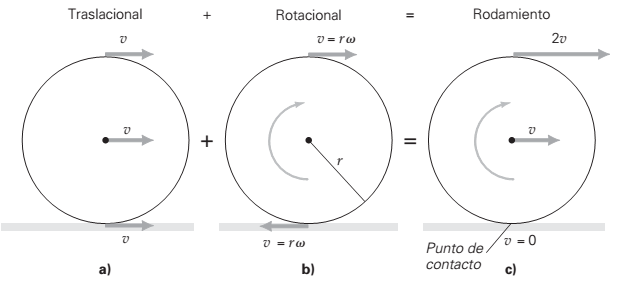 Traslacional + Rotacional = Rodamiento
v
v = rω
2v
v
+
r
=
v
v
v = rω
Punto de contacto
v = 0
a)
b)
c)